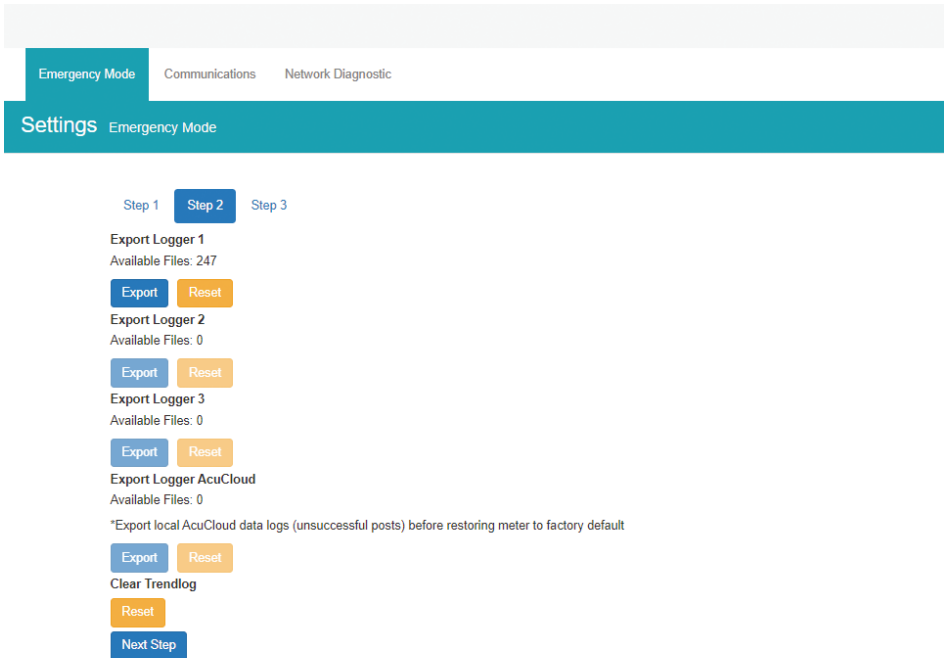 Emergency Mode Communications Network Diagnostic
Settings Emergency Mode
Step 1 Step 2 Step 3
Export Logger 1
Available Files: 247
Export Reset
Export Logger 2
Available Files: 0
Export Reset
Export Logger 3
Available Files: 0
Export Reset
Export Logger AcuCloud
Available Files: 0
*Export local AcuCloud data logs (unsuccessful posts) before restoring meter to factory default
Export Reset
Clear Trendlog
Reset
Next Step